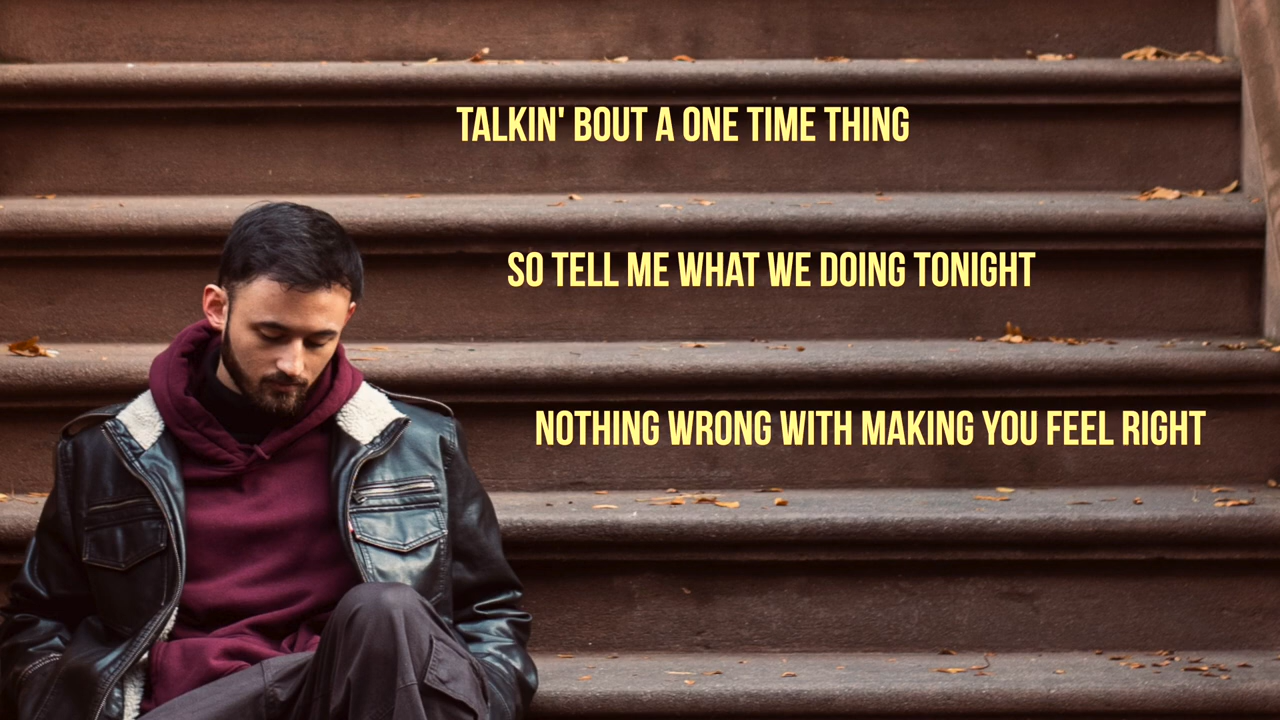 TALKIN' BOUT A ONE TIME THING
SO TELL ME WHAT WE DOING TONIGHT
NOTHING WRONG WITH MAKING YOU FEEL RIGHT